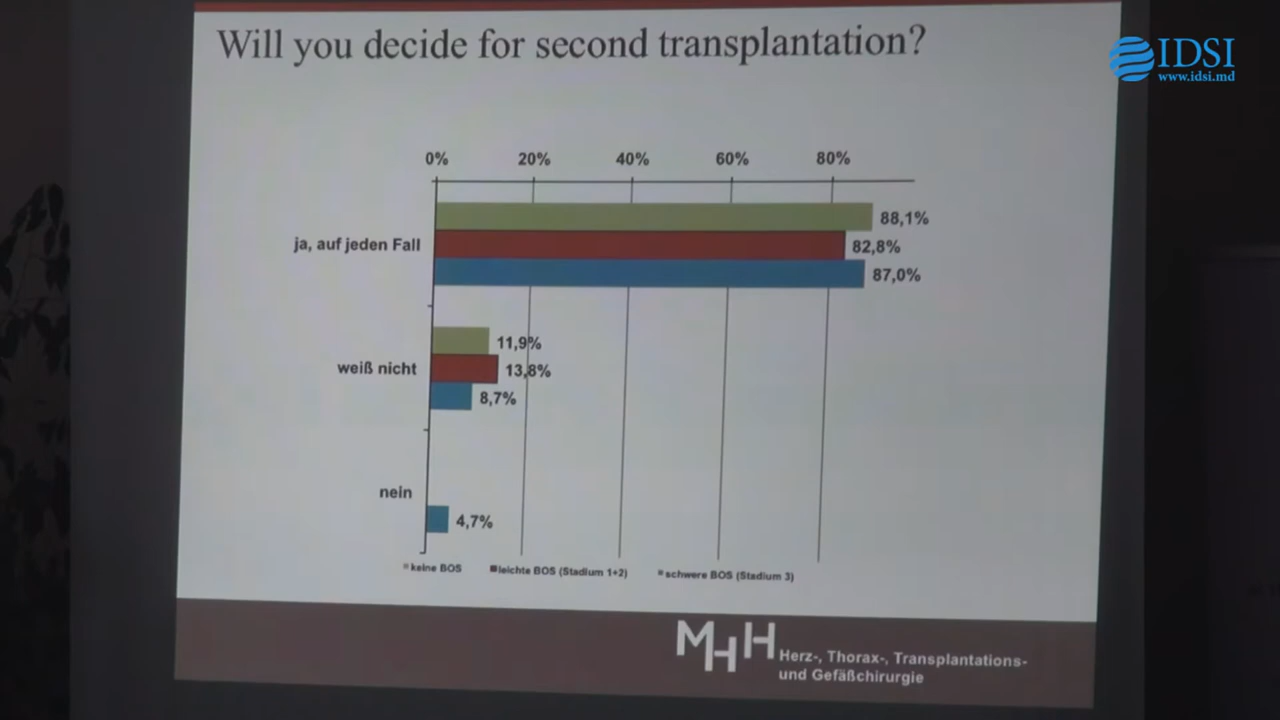 Will you decide for second transplantation?
IDSI
www.idsi.md
0% 20% 40% 60% 80%
88,1%
ja, auf jeden Fall 82,8%
87,0%
11,9%
weiß nicht 13,8%
8,7%
nein
4,7%
keine BOS leichte BOS (Stadium 1+2) schwere BOS (Stadium 3)
MHH Herz-, Thorax-, Transplantations-
und Gefäßchirurgie